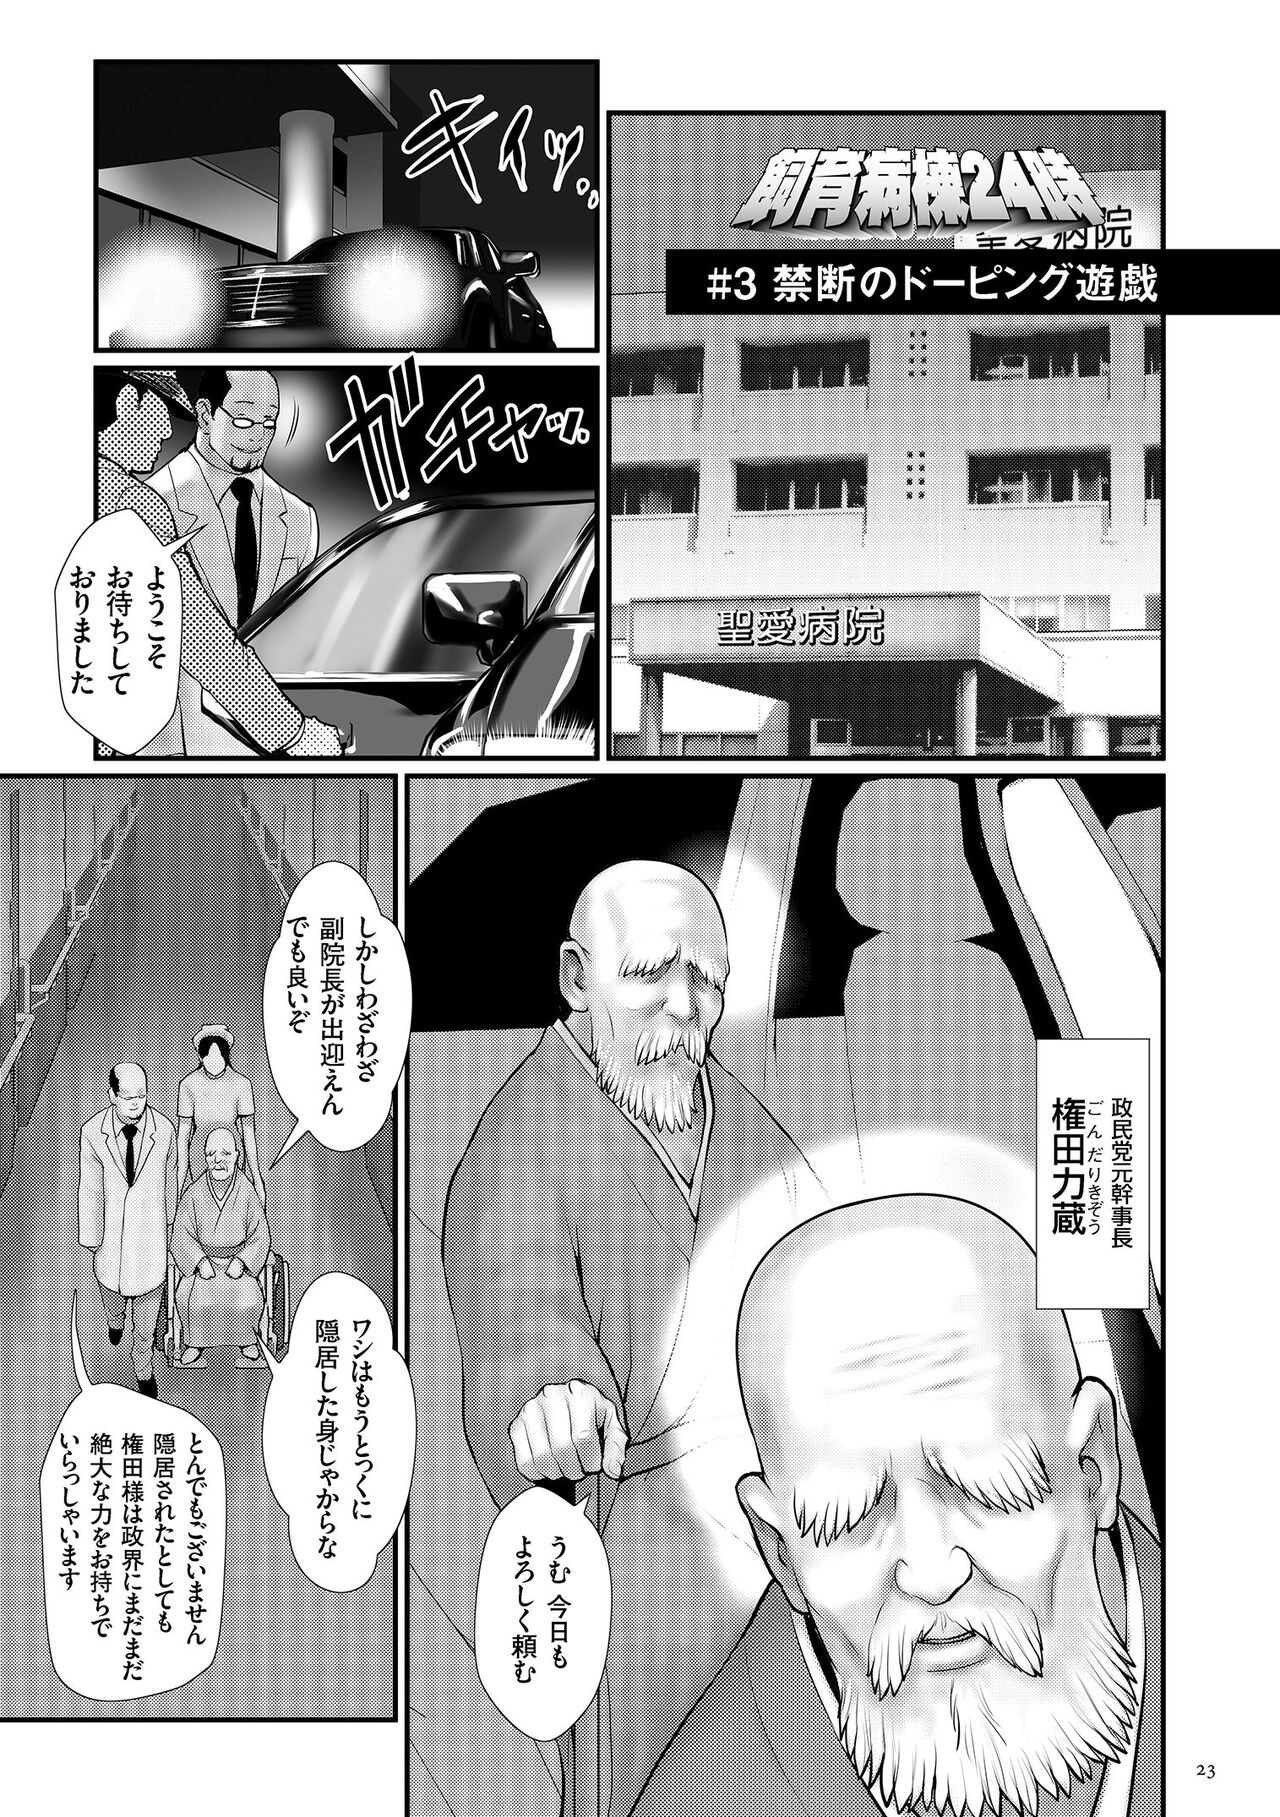 飼育病棟24時
聖愛病院
#3 禁断のドーピング遊戯
聖愛病院
キィッ‥
ガチャッ‥
ようこそ
お待ちして
おりました
政民党元幹事長
権田力蔵
ごんだりきぞう
うむ 今日も
よろしく頼む
しかしわざわざ
副院長が出迎えん
でも良いぞ
ワシはもうとっくに
隠居した身じゃからな
とんでもございません
隠居されたとしても
権田様は政界にまだまだ
絶大な力をお持ちで
いらっしゃいます
23